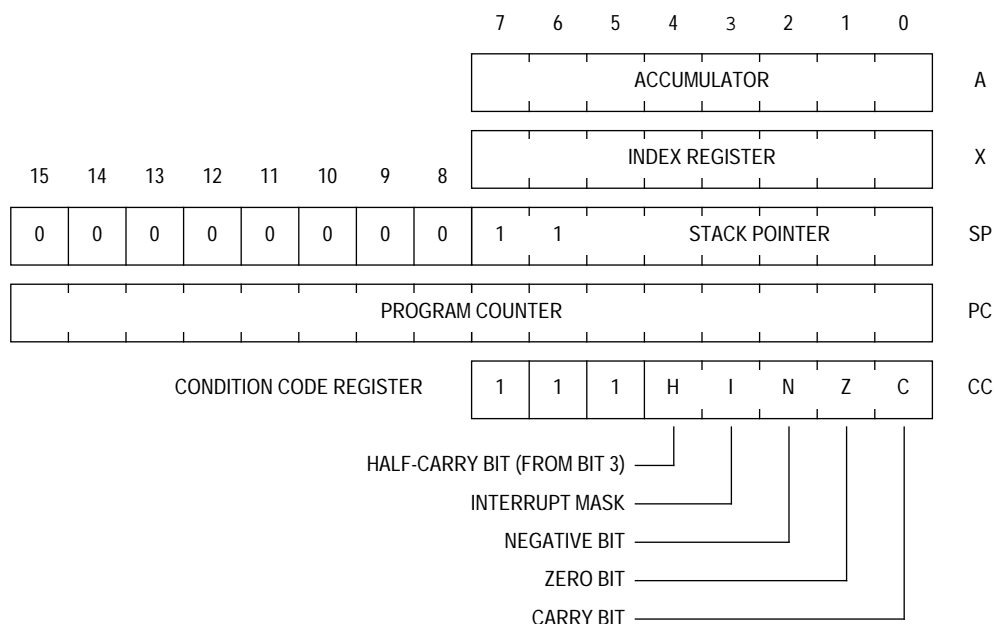 7 6 5 4 3 2 1 0
ACCUMULATOR A
INDEX REGISTER X
15 14 13 12 11 10 9 8
0 0 0 0 0 0 0 0 1 1 STACK POINTER SP
PROGRAM COUNTER PC
CONDITION CODE REGISTER 1 1 1 H I N Z C CC
HALF-CARRY BIT (FROM BIT 3)
INTERRUPT MASK
NEGATIVE BIT
ZERO BIT
CARRY BIT